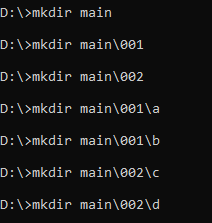 D:\>mkdir main
D:\>mkdir main\001
D:\>mkdir main\002
D:\>mkdir main\001\a
D:\>mkdir main\001\b
D:\>mkdir main\002\c
D:\>mkdir main\002\d